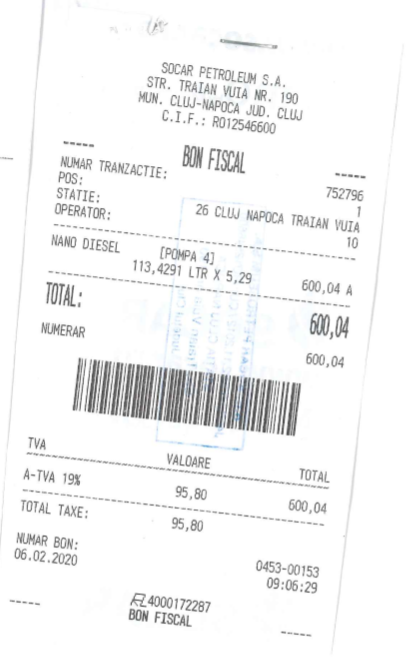 SOCAR PETROLEUM S.A.
STR. TRAIAN VUIA NR. 190
MUN. CLUJ-NAPOCA JUD. CLUJ
C.I.F.: RO12546600
BON FISCAL
NUMAR TRANZACTIE: 752796
POS: 1
STATIE: 26 CLUJ NAPOCA TRAIAN VUIA
OPERATOR: 10
NANO DIESEL [POMPA 4]
113,4291 LTR X 5,29 600,04 A
TOTAL: 600,04
NUMERAR 600,04
TVA VALOARE TOTAL
A-TVA 19% 95,80 600,04
TOTAL TAXE: 95,80
NUMAR BON: 0453-00153
06.02.2020 09:06:29
4000172287
BON FISCAL